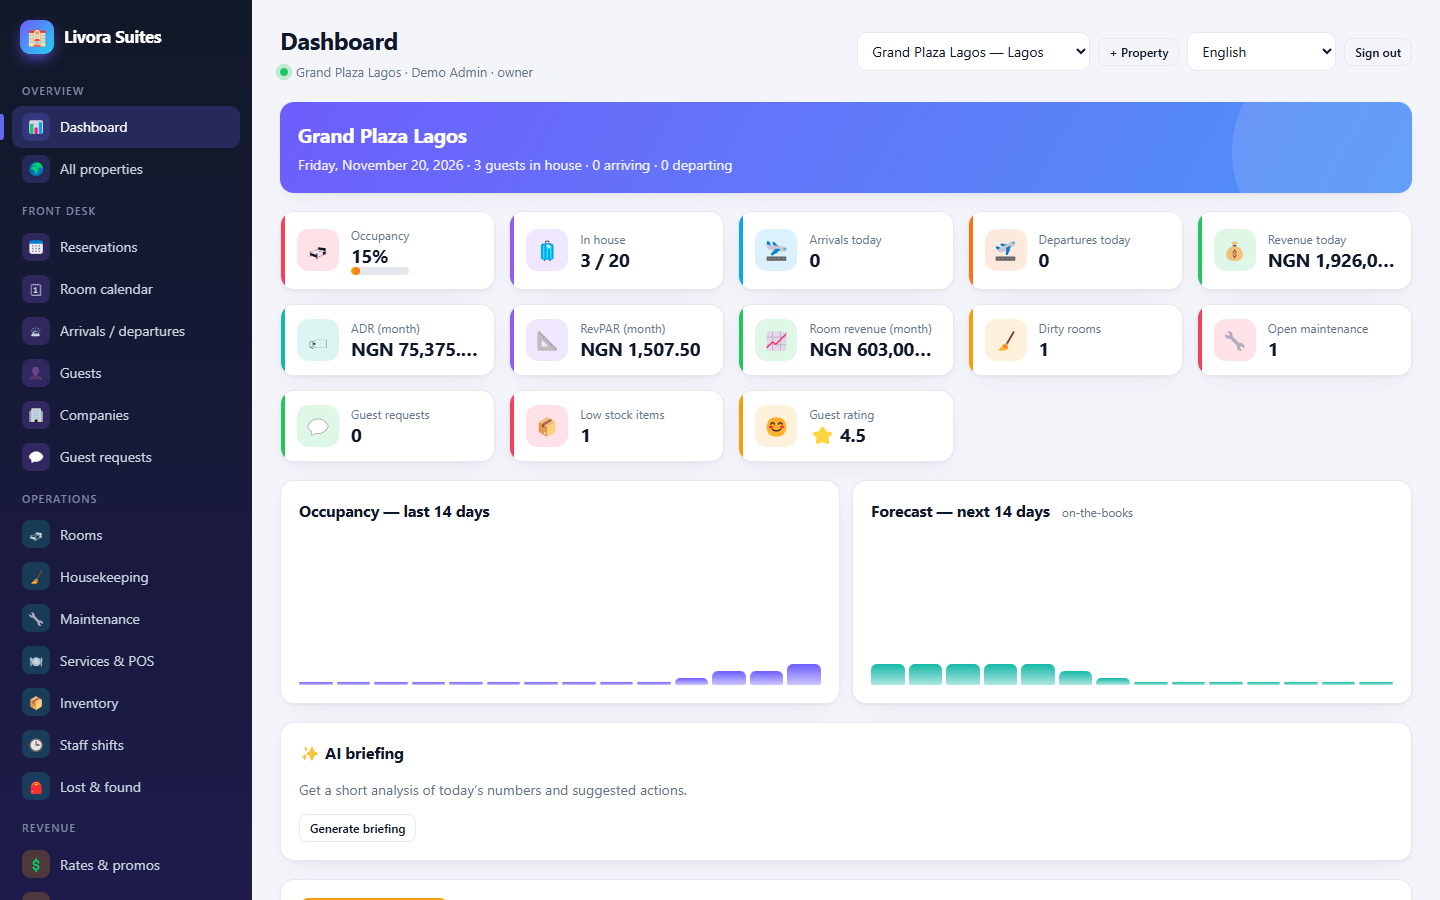 Livora Suites
OVERVIEW
Dashboard
All properties
FRONT DESK
Reservations
Room calendar
Arrivals / departures
Guests
Companies
Guest requests
OPERATIONS
Rooms
Housekeeping
Maintenance
Services & POS
Inventory
Staff shifts
Lost & found
REVENUE
Rates & promos
Dashboard
Grand Plaza Lagos · Demo Admin · owner
Grand Plaza Lagos — Lagos
+ Property
English
Sign out
Grand Plaza Lagos
Friday, November 20, 2026 · 3 guests in house · 0 arriving · 0 departing
Occupancy
15%
In house
3 / 20
Arrivals today
0
Departures today
0
Revenue today
NGN 1,926,0...
ADR (month)
NGN 75,375....
RevPAR (month)
NGN 1,507.50
Room revenue (month)
NGN 603,00...
Dirty rooms
1
Open maintenance
1
Guest requests
0
Low stock items
1
Guest rating
4.5
Occupancy — last 14 days
Forecast — next 14 days on-the-books
AI briefing
Get a short analysis of today's numbers and suggested actions.
Generate briefing